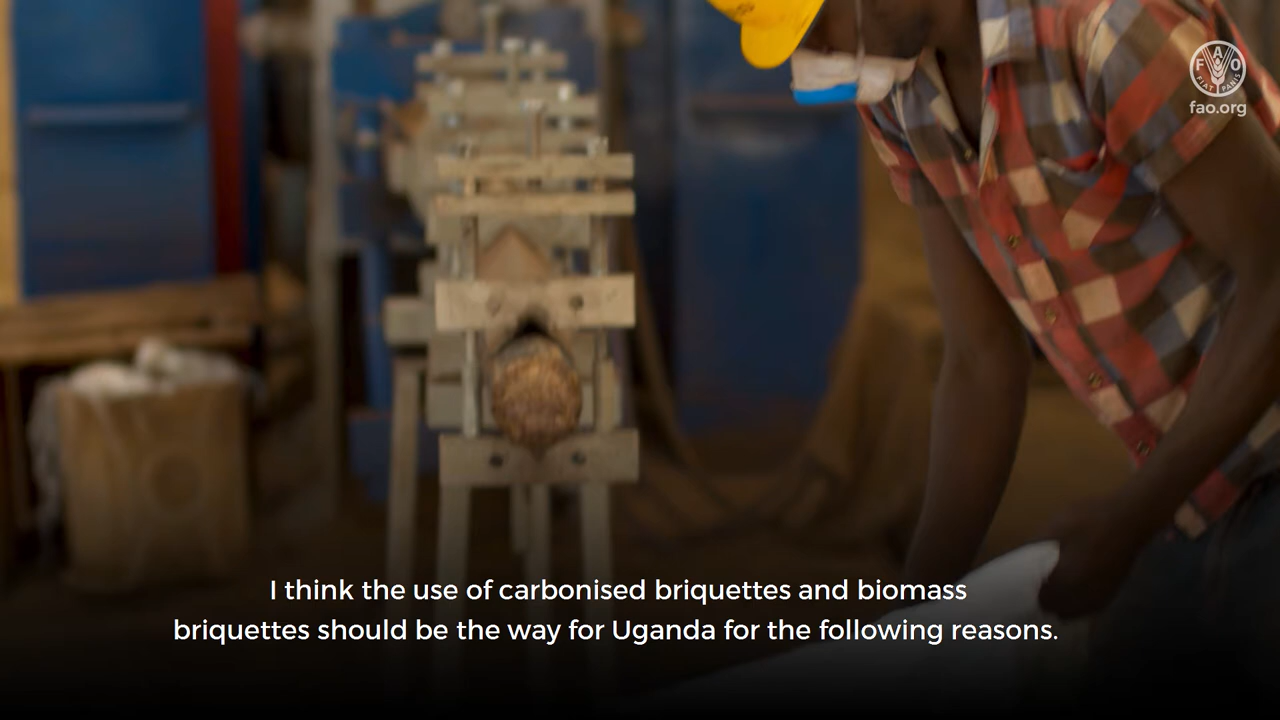 FAO
FIAT PANIS
fao.org
I think the use of carbonised briquettes and biomass
briquettes should be the way for Uganda for the following reasons.